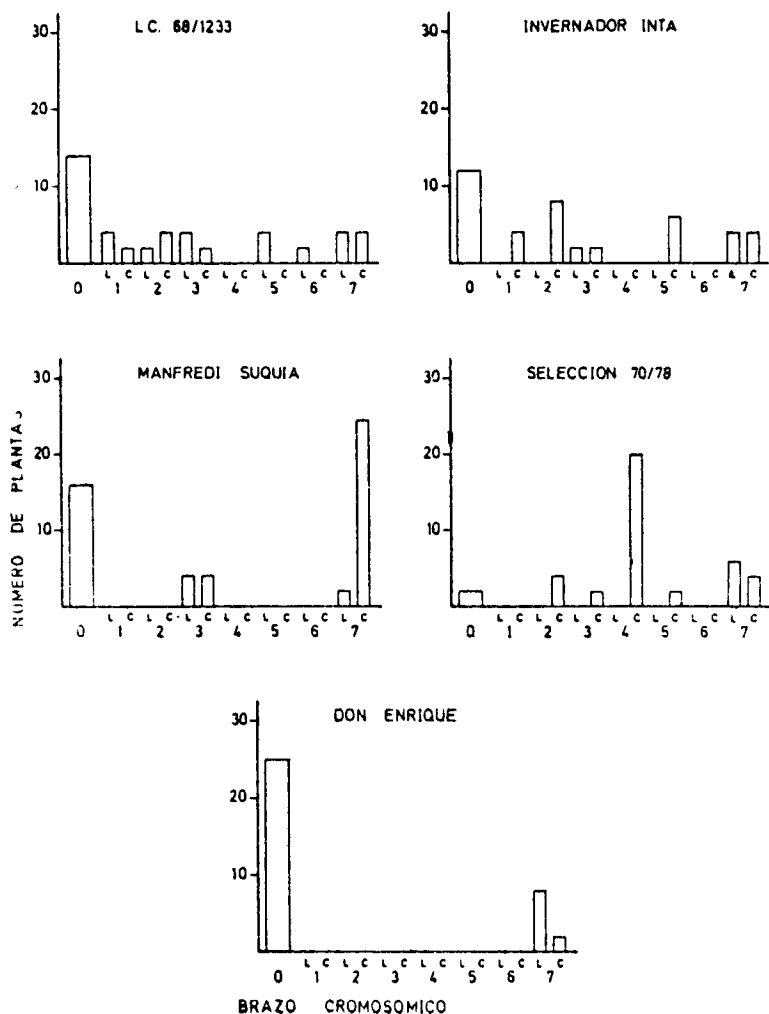 L C. 68/1233
30
20
10
L C L C L C L C L C L C L C
0 1 2 3 4 5 6 7
INVERNADOR INTA
30
20
10
L C L C L C L C L C L C L C
0 1 2 3 4 5 6 7
MANFREDI SUQUIA
30
20
10
L C L C L C L C L C L C L C
0 1 2 3 4 5 6 7
SELECCION 70/78
30
20
10
L C L C L C L C L C L C L C
0 1 2 3 4 5 6 7
NUMERO DE PLANTAS
DON ENRIQUE
30
20
10
L C L C L C L C L C L C L C
0 1 2 3 4 5 6 7
BRAZO CROMOSOMICO